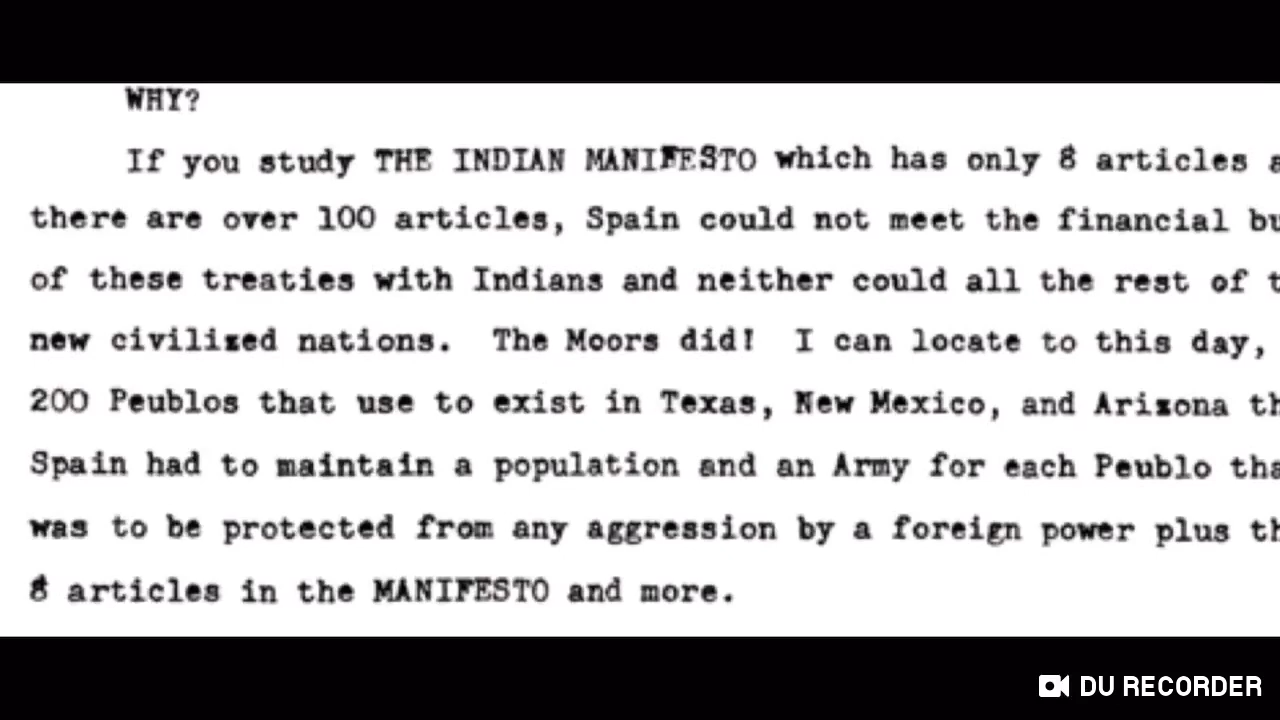 WHY?
If you study THE INDIAN MANIFESTO which has only 8 articles
there are over 100 articles, Spain could not meet the financial
of these treaties with Indians and neither could all the rest of
new civilized nations. The Moors did! I can locate to this day,
200 Peublos that use to exist in Texas, New Mexico, and Arizona
Spain had to maintain a population and an Army for each Peublo
was to be protected from any aggression by a foreign power plus
8 articles in the MANIFESTO and more.
DU RECORDER